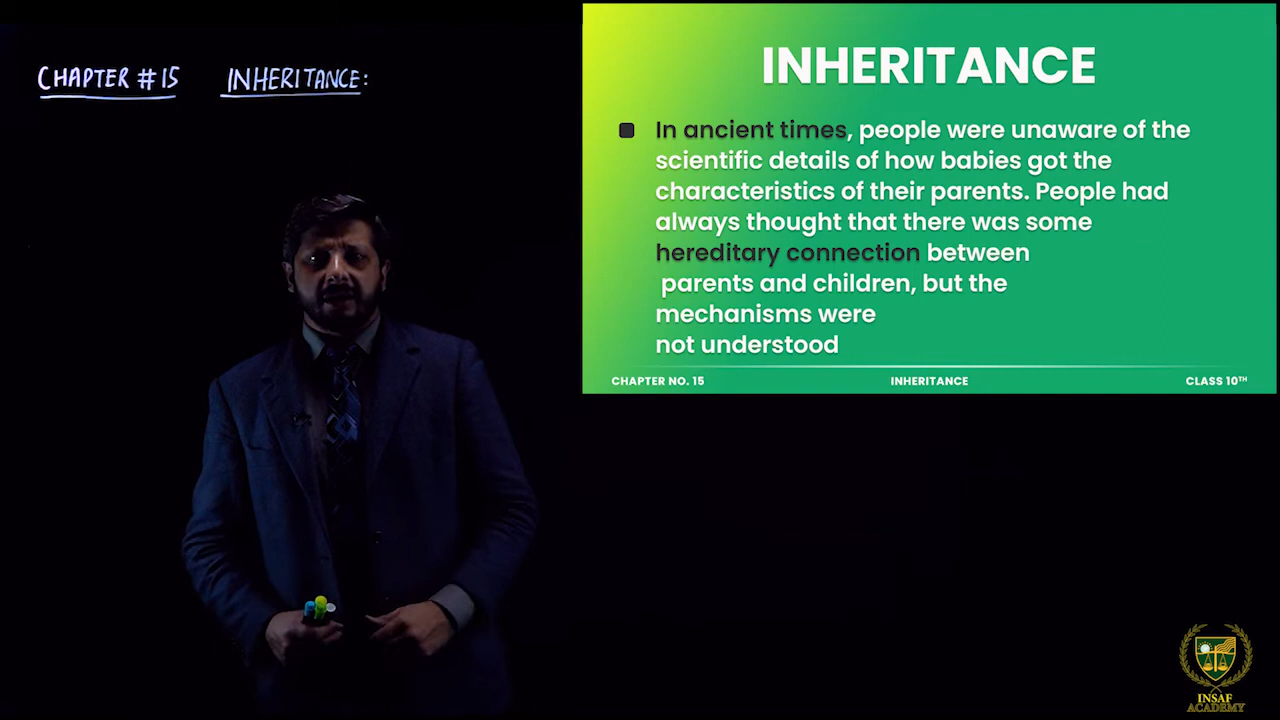 CHAPTER # 15 INHERITANCE:
INHERITANCE
In ancient times, people were unaware of the
scientific details of how babies got the
characteristics of their parents. People had
always thought that there was some
hereditary connection between
parents and children, but the
mechanisms were
not understood
CHAPTER NO. 15 INHERITANCE CLASS 10TH
INSAF
ACADEMY